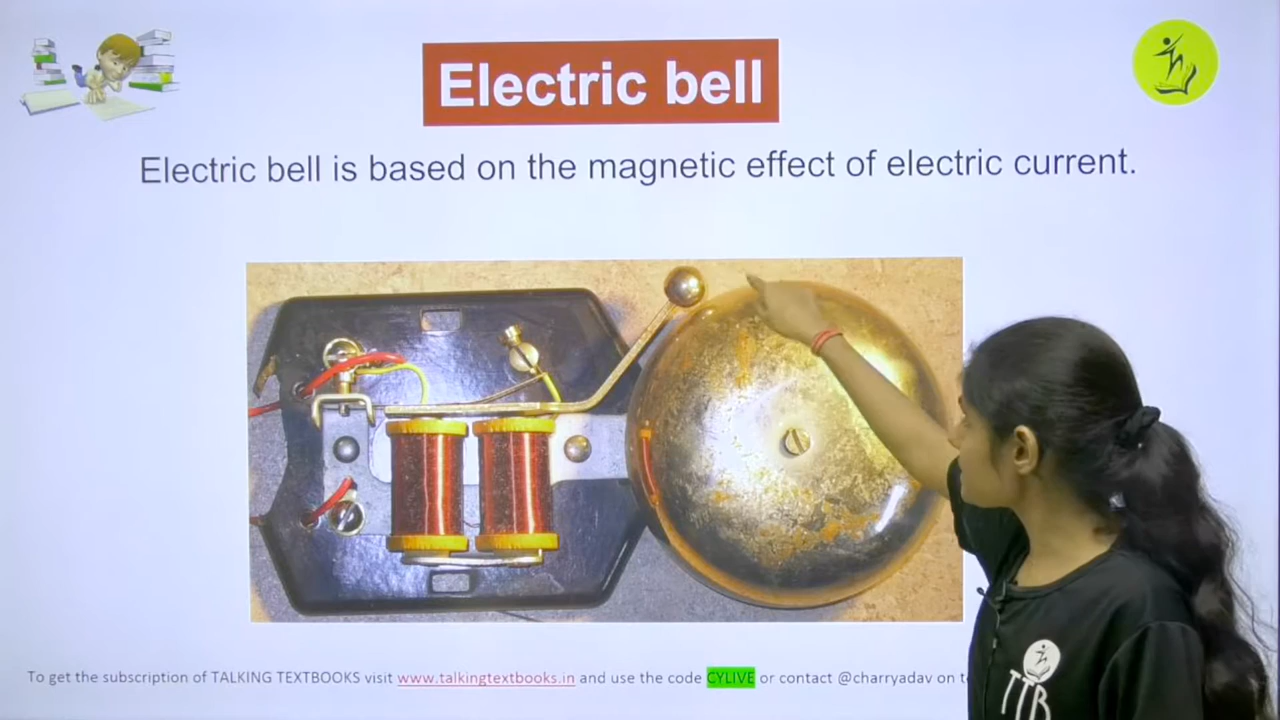 Electric bell
Electric bell is based on the magnetic effect of electric current.
To get the subscription of TALKING TEXTBOOKS visit www.talkingtextbooks.in and use the code CYLIVE or contact @charryadav on
TTB